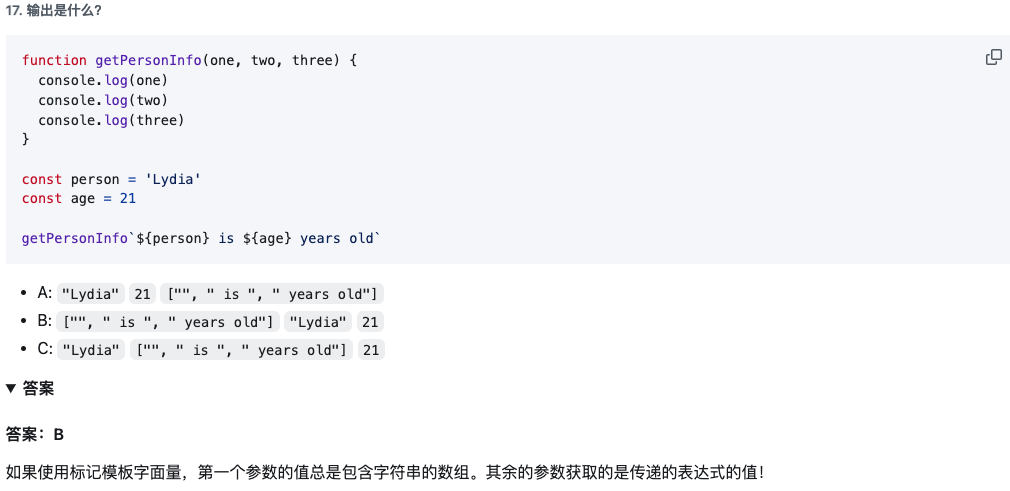 17. 输出是什么?
function getPersonInfo(one, two, three) {
  console.log(one)
  console.log(two)
  console.log(three)
}
const person = 'Lydia'
const age = 21
getPersonInfo`${person} is ${age} years old`
• A: "Lydia" 21 ["", " is ", " years old"]
• B: ["", " is ", " years old"] "Lydia" 21
• C: "Lydia" ["", " is ", " years old"] 21
▼ 答案
答案：B
如果使用标记模板字面量，第一个参数的值总是包含字符串的数组。其余的参数获取的是传递的表达式的值！